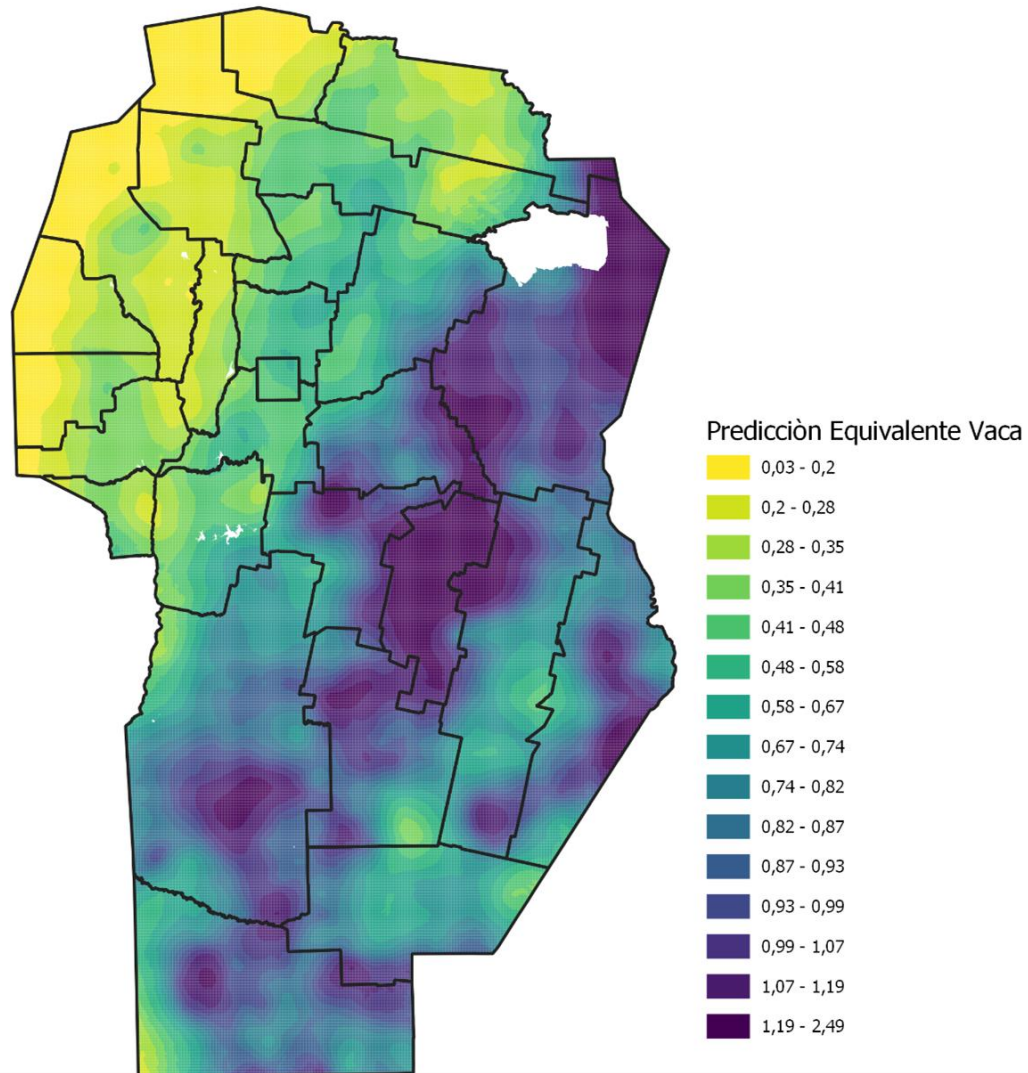 Predicciòn Equivalente Vaca
0,03 - 0,2
0,2 - 0,28
0,28 - 0,35
0,35 - 0,41
0,41 - 0,48
0,48 - 0,58
0,58 - 0,67
0,67 - 0,74
0,74 - 0,82
0,82 - 0,87
0,87 - 0,93
0,93 - 0,99
0,99 - 1,07
1,07 - 1,19
1,19 - 2,49